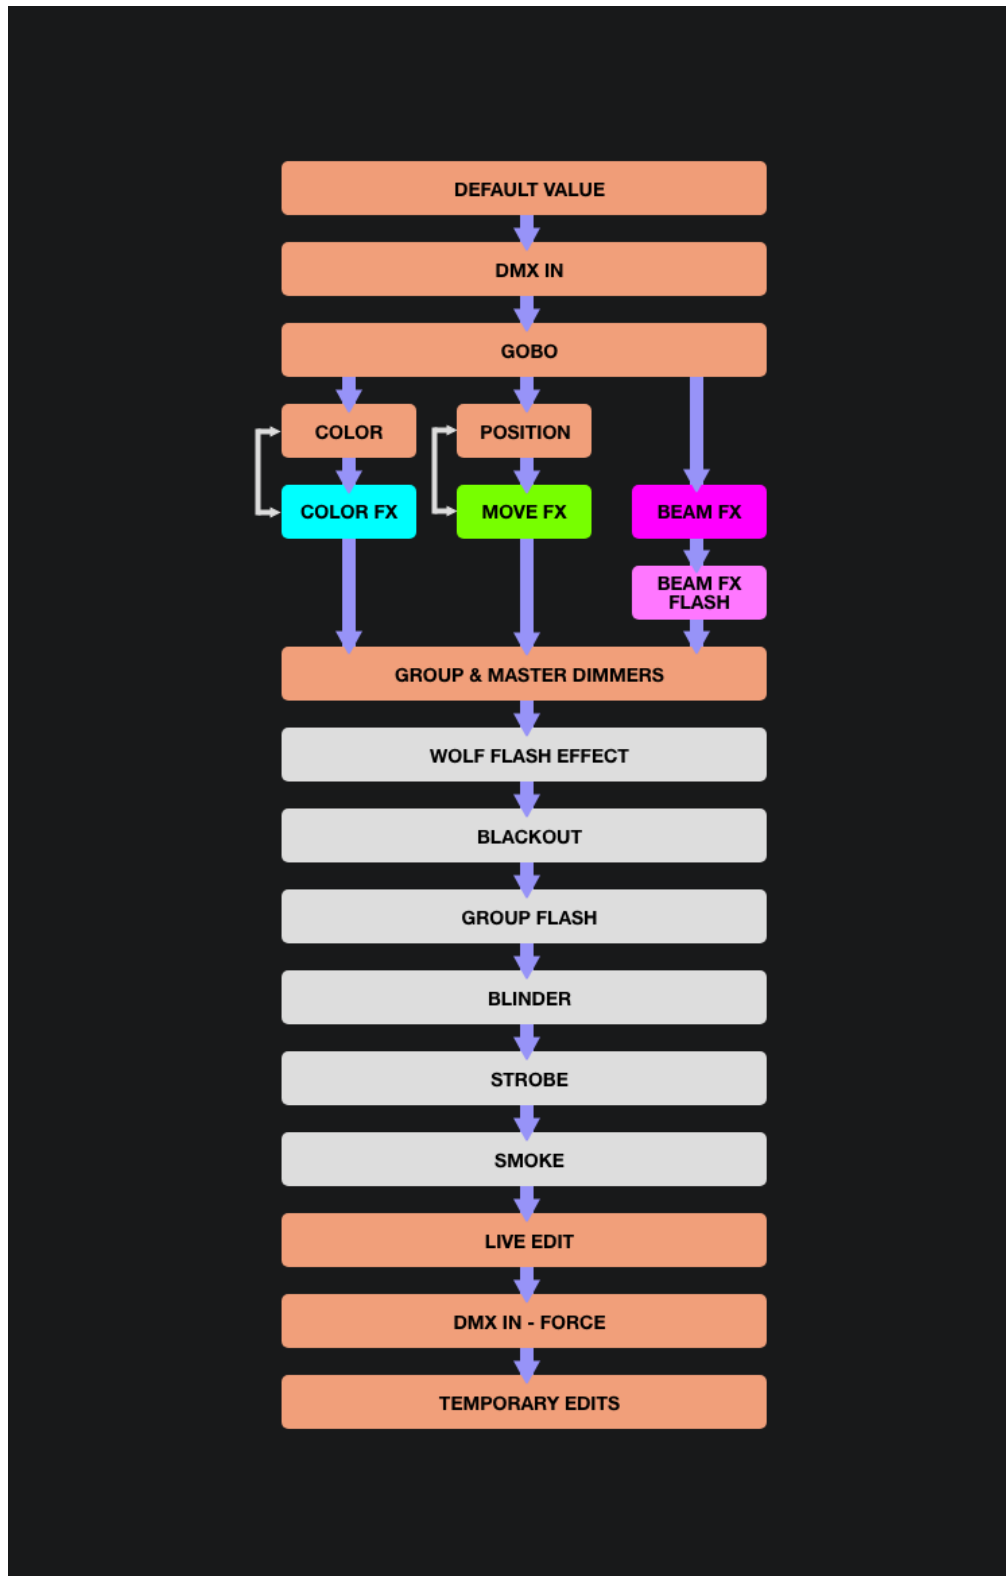 DEFAULT VALUE
DMX IN
GOBO
COLOR
POSITION
COLOR FX
MOVE FX
BEAM FX
BEAM FX
FLASH
GROUP & MASTER DIMMERS
WOLF FLASH EFFECT
BLACKOUT
GROUP FLASH
BLINDER
STROBE
SMOKE
LIVE EDIT
DMX IN - FORCE
TEMPORARY EDITS